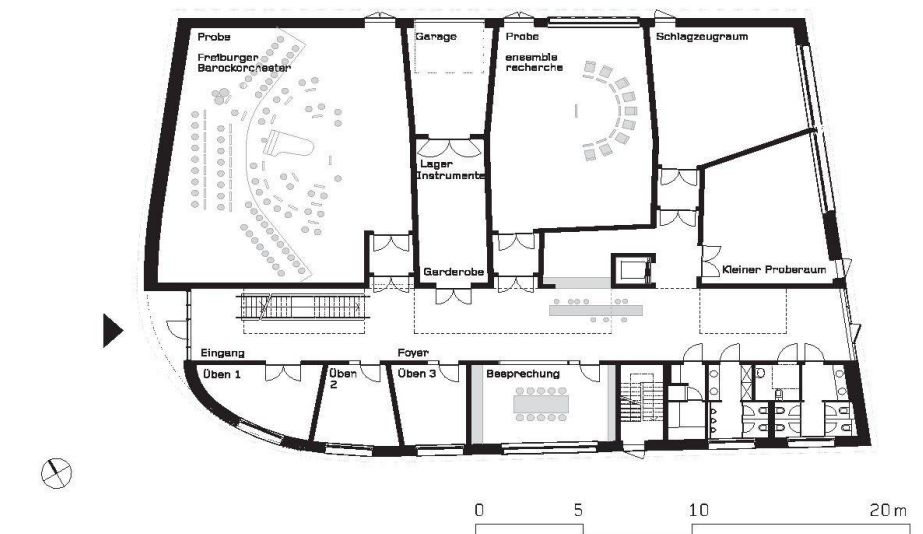 Probe
Freiburger
Barockorchester
Garage
Probe
ensemble
recherche
Schlagzeugraum
Lager
Instrumente
Garderobe
Kleiner Proberaum
Eingang
Foyer
Üben 1
Üben
2
Üben 3
Besprechung
0 5 10 20 m